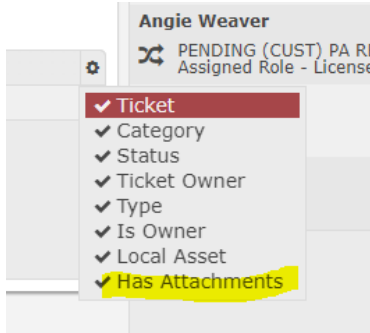 Angie Weaver
PENDING (CUST) PA
Assigned Role - License
Ticket
Category
Status
Ticket Owner
Type
Is Owner
Local Asset
Has Attachments